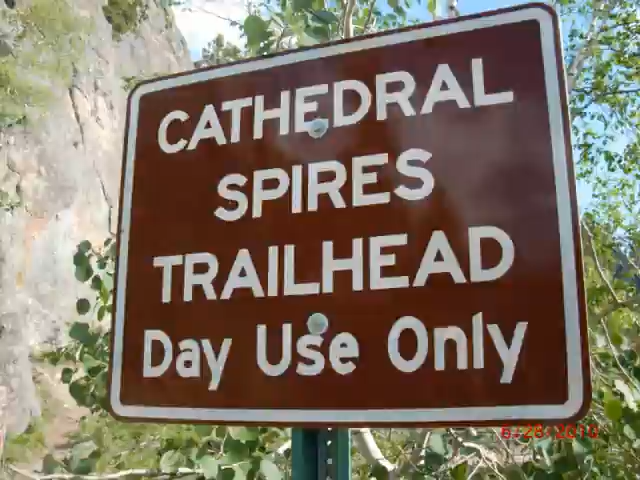 CATHEDRAL
SPIRES
TRAILHEAD
Day Use Only
6/28/2010